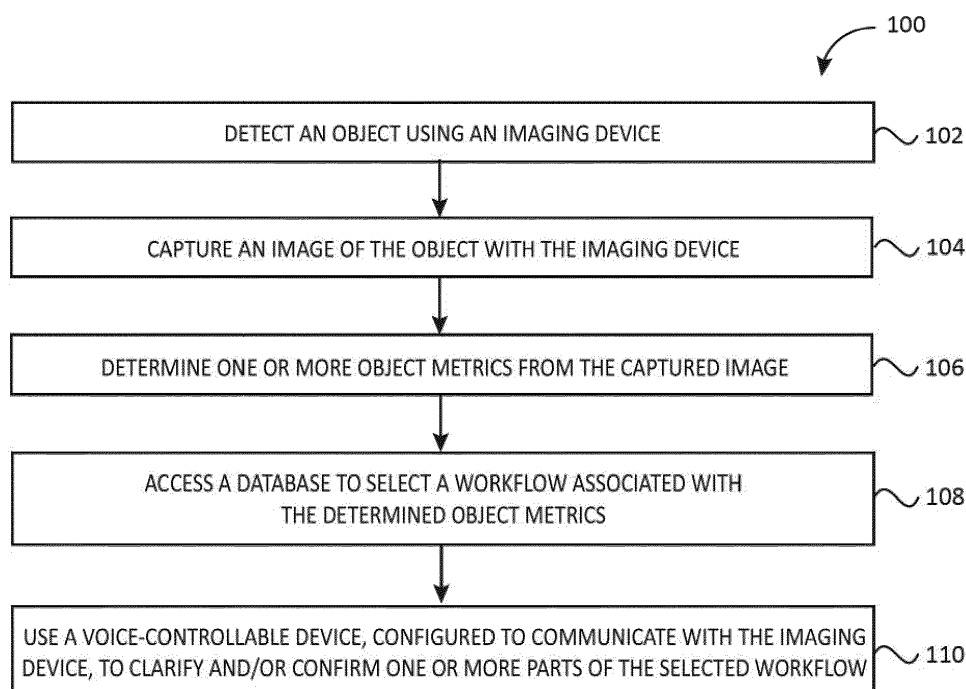 100
DETECT AN OBJECT USING AN IMAGING DEVICE
102
CAPTURE AN IMAGE OF THE OBJECT WITH THE IMAGING DEVICE
104
DETERMINE ONE OR MORE OBJECT METRICS FROM THE CAPTURED IMAGE
106
ACCESS A DATABASE TO SELECT A WORKFLOW ASSOCIATED WITH
THE DETERMINED OBJECT METRICS
108
USE A VOICE-CONTROLLABLE DEVICE, CONFIGURED TO COMMUNICATE WITH THE IMAGING
DEVICE, TO CLARIFY AND/OR CONFIRM ONE OR MORE PARTS OF THE SELECTED WORKFLOW
110